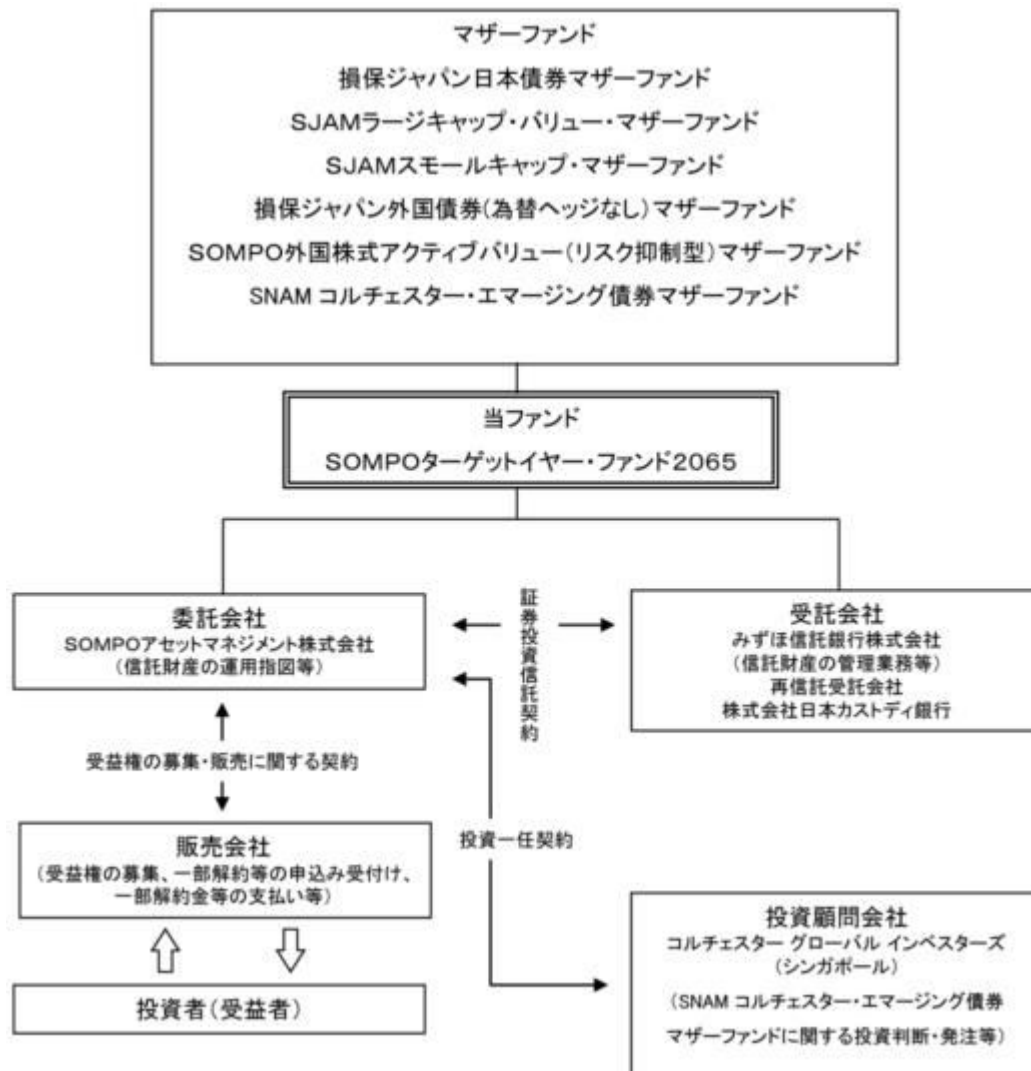 マザーファンド
損保ジャパン日本債券マザーファンド
SJAMラージキャップ・バリュー・マザーファンド
SJAMスモールキャップ・マザーファンド
損保ジャパン外国債券(為替ヘッジなし)マザーファンド
SOMPO外国株式アクティブバリュー(リスク抑制型)マザーファンド
SNAM コルチェスター・エマージング債券マザーファンド
当ファンド
SOMPOターゲットイヤー・ファンド2065
委託会社
SOMPOアセットマネジメント株式会社
(信託財産の運用指図等)
証券投資信託契約
受託会社
みずほ信託銀行株式会社
(信託財産の管理業務等)
再信託受託会社
株式会社日本カストディ銀行
受益権の募集・販売に関する契約
販売会社
(受益権の募集、一部解約等の申込み受付け、
一部解約金等の支払い等)
投資一任契約
投資者(受益者)
投資顧問会社
コルチェスター グローバル インベスターズ
(シンガポール)
(SNAM コルチェスター・エマージング債券
マザーファンドに関する投資判断・発注等)